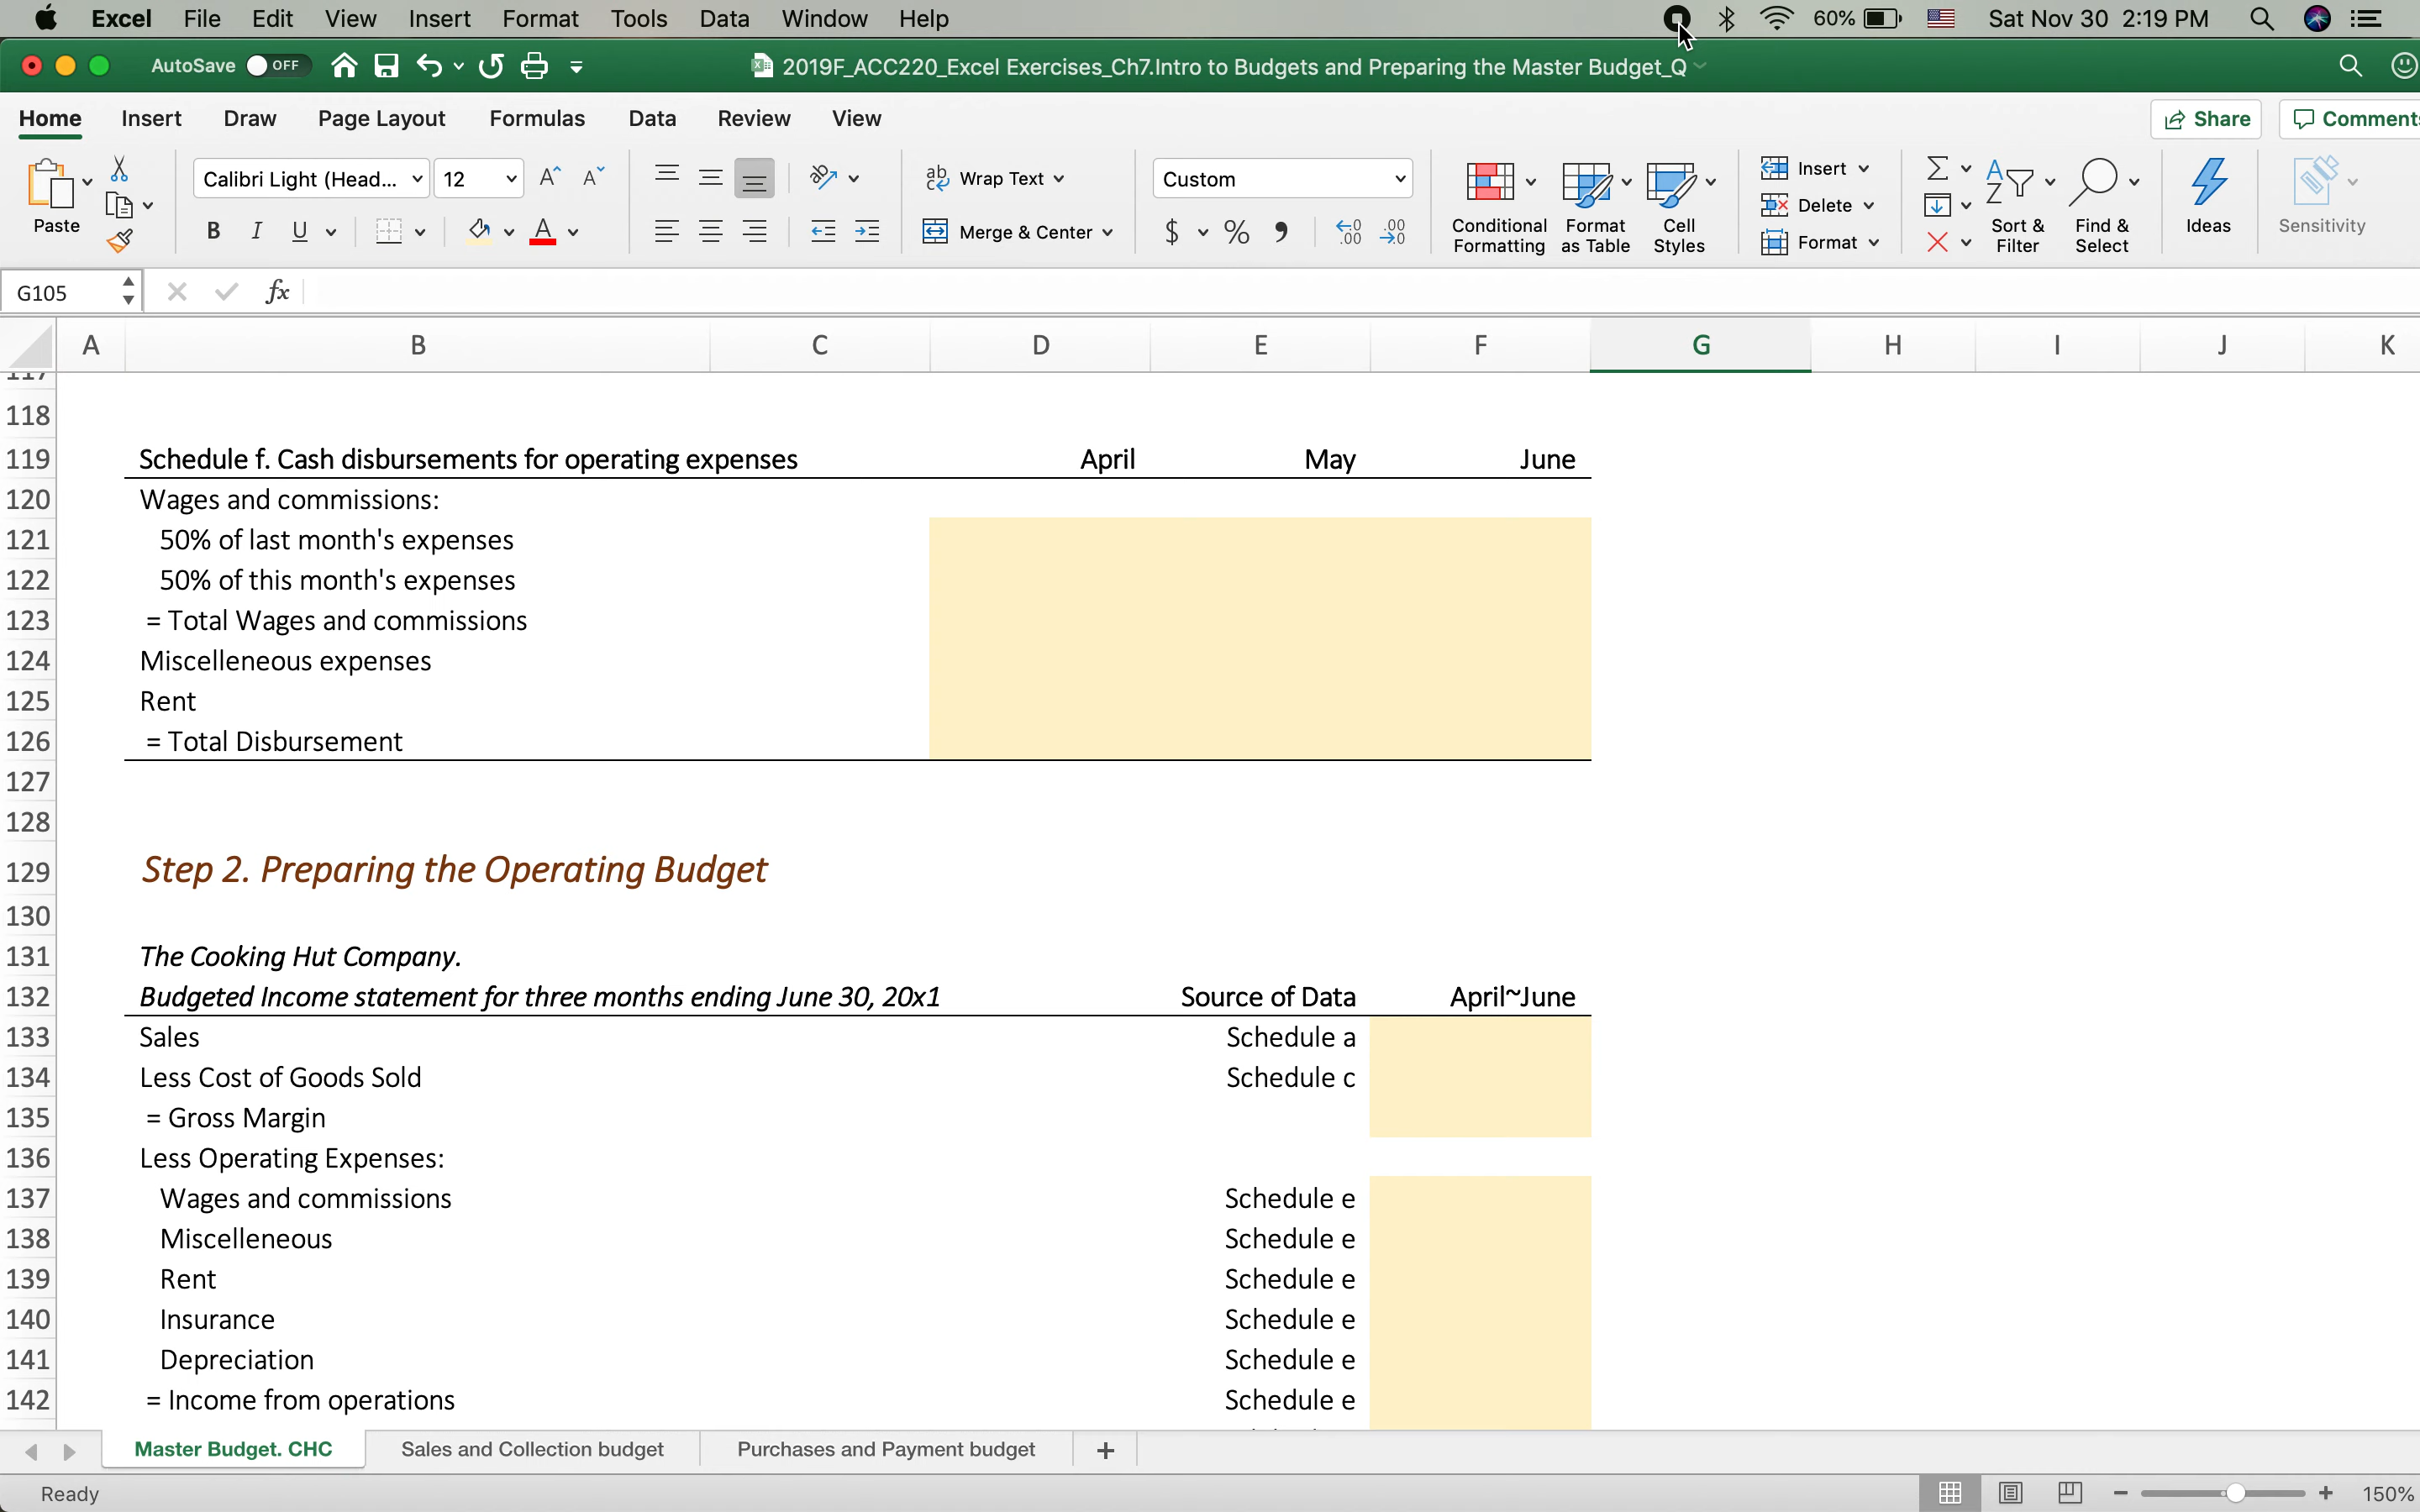 Excel File Edit View Insert Format Tools Data Window Help 60% Sat Nov 30 2:19 PM
AutoSave OFF 2019F_ACC220_Excel Exercises_Ch7.Intro to Budgets and Preparing the Master Budget_Q
Home Insert Draw Page Layout Formulas Data Review View Share Comments
Paste Calibri Light (Head... 12 Wrap Text Merge & Center Custom Conditional Formatting Format as Table Cell Styles Insert Delete Format Sort & Filter Find & Select Ideas Sensitivity
G105 fx
A B C D E F G H I J K
117
118
119 Schedule f. Cash disbursements for operating expenses April May June
120 Wages and commissions:
121 50% of last month's expenses
122 50% of this month's expenses
123 = Total Wages and commissions
124 Miscelleneous expenses
125 Rent
126 = Total Disbursement
127
128
129 Step 2. Preparing the Operating Budget
130
131 The Cooking Hut Company.
132 Budgeted Income statement for three months ending June 30, 20x1 Source of Data April~June
133 Sales Schedule a
134 Less Cost of Goods Sold Schedule c
135 = Gross Margin
136 Less Operating Expenses:
137 Wages and commissions Schedule e
138 Miscelleneous Schedule e
139 Rent Schedule e
140 Insurance Schedule e
141 Depreciation Schedule e
142 = Income from operations Schedule e
Master Budget. CHC Sales and Collection budget Purchases and Payment budget +
Ready 150%